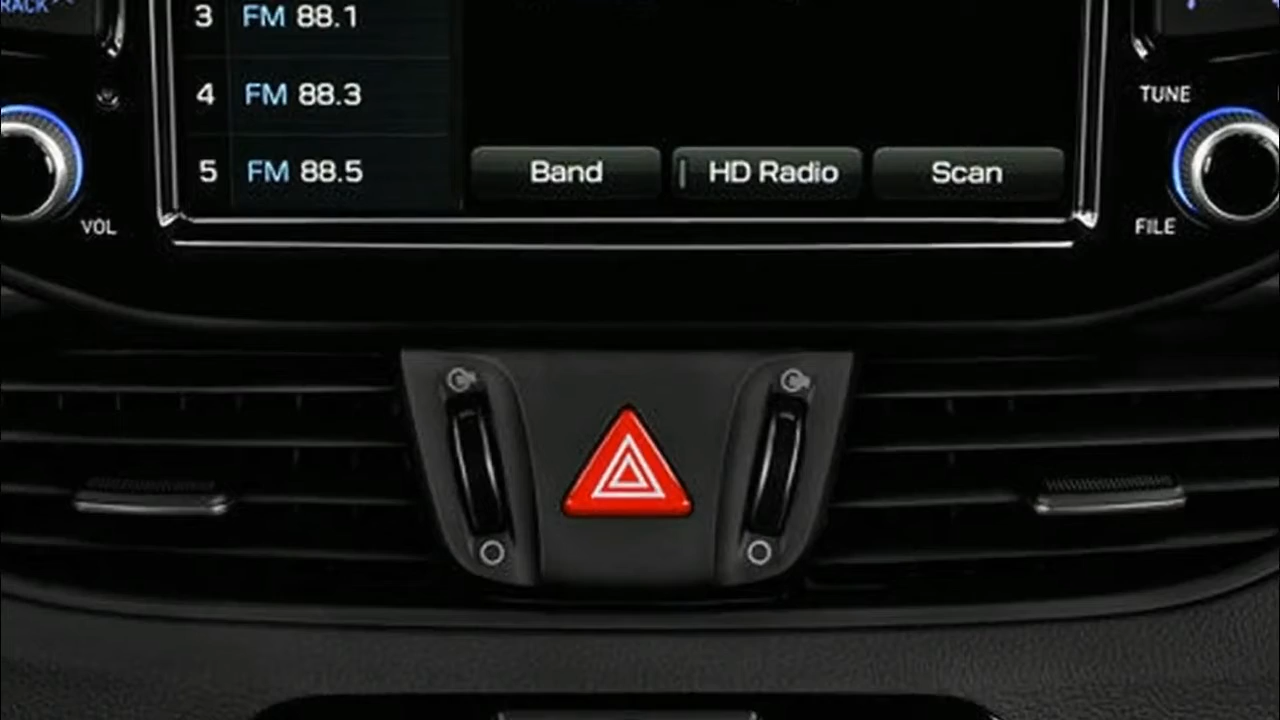 RACK
3 FM 88.1
4 FM 88.3
5 FM 88.5
Band
HD Radio
Scan
VOL
TUNE
FILE